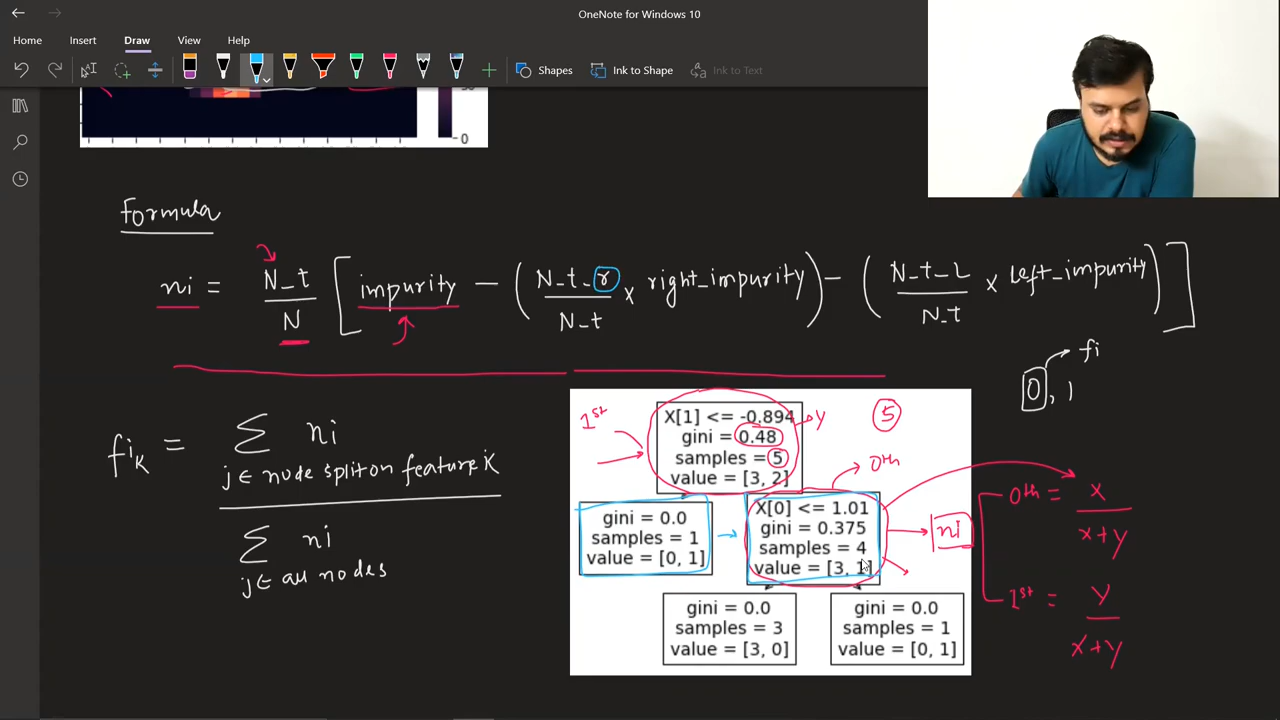 OneNote for Windows 10
Home Insert Draw View Help
Shapes Ink to Shape Ink to Text
0
Formula
ni = N_t / N [ impurity - ( N_t_r / N_t × right_impurity ) - ( N_t_L / N_t × left_impurity ) ]
fi
0, 1
fi_K = Σ ni
j ∈ node split on feature K
Σ ni
j ∈ all nodes
1st
X[1] <= -0.894
gini = 0.48
samples = 5
value = [3, 2]
y
5
0th
gini = 0.0
samples = 1
value = [0, 1]
X[0] <= 1.01
gini = 0.375
samples = 4
value = [3, 1]
ni
gini = 0.0
samples = 3
value = [3, 0]
gini = 0.0
samples = 1
value = [0, 1]
0th = x
x+y
1st = y
x+y